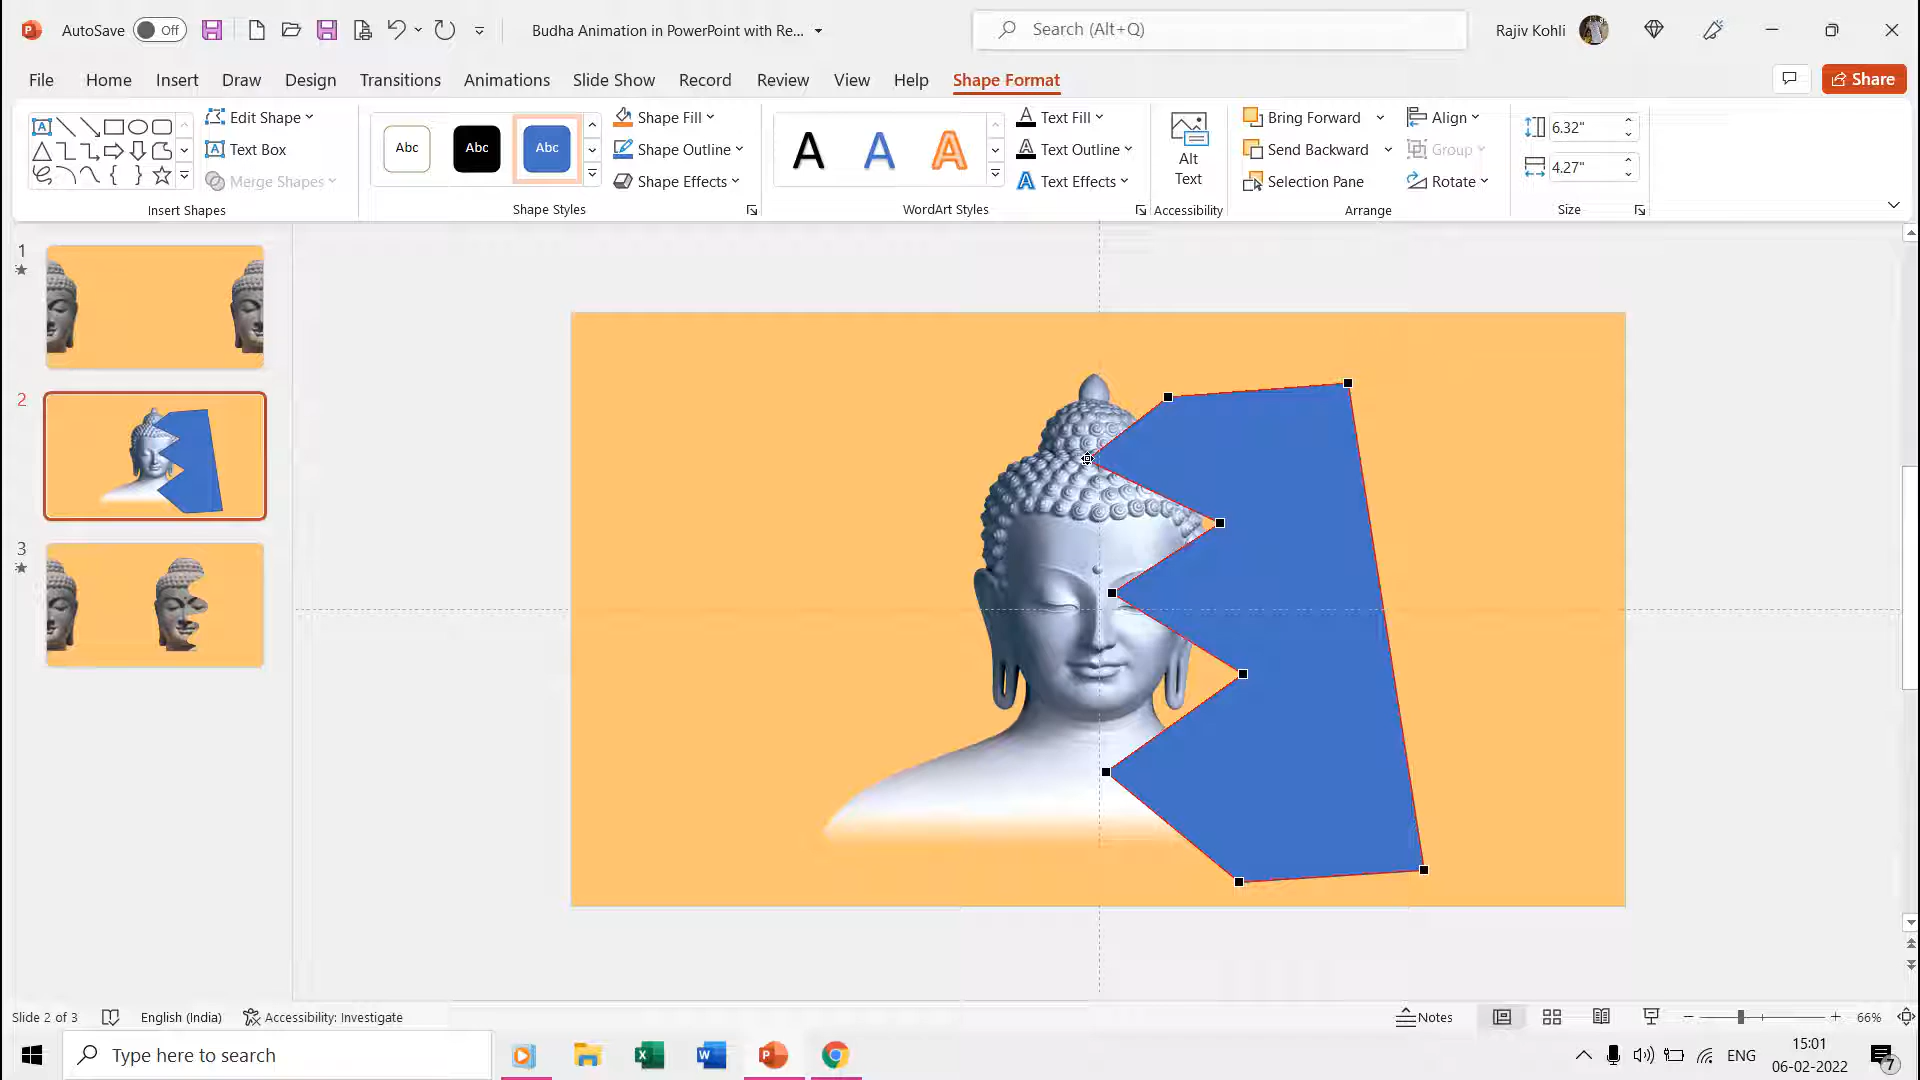 AutoSave Off Budha Animation in PowerPoint with Re... Search (Alt+Q) Rajiv Kohli
File Home Insert Draw Design Transitions Animations Slide Show Record Review View Help Shape Format Share
Edit Shape Abc Abc Abc Shape Fill A A A A Text Fill Bring Forward Align 6.32"
Text Box Shape Outline Text Outline Alt Text Send Backward Group
Merge Shapes Shape Effects Text Effects Selection Pane Rotate 4.27"
Insert Shapes Shape Styles WordArt Styles Accessibility Arrange Size
1
2
3
Slide 2 of 3 English (India) Accessibility: Investigate Notes 66%
Type here to search ENG 15:01
06-02-2022 7